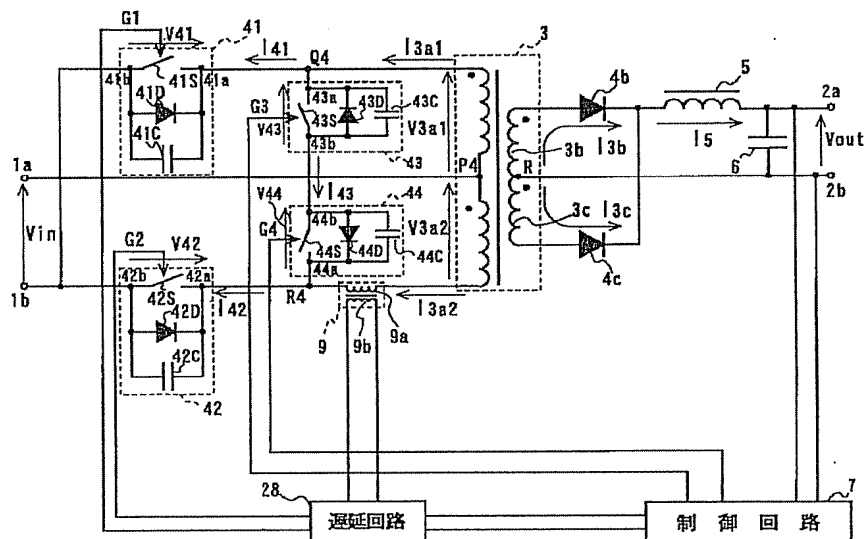 G1
V41
41
41b
41S
41a
41D
41C
I41
Q4
I3a1
3
43a
43S
43D
43C
43b
G3
V43
43
V3a1
4b
5
2a
I5
3b
I3b
Vout
6
1a
P4
R
2b
Vin
I43
V44
44
G4
44b
44S
44D
44C
44a
V3a2
3c
I3c
4c
G2
V42
1b
42b
42a
42S
I42
R4
I3a2
42D
9
9a
9b
42C
42
28
遅延回路
7
制御回路